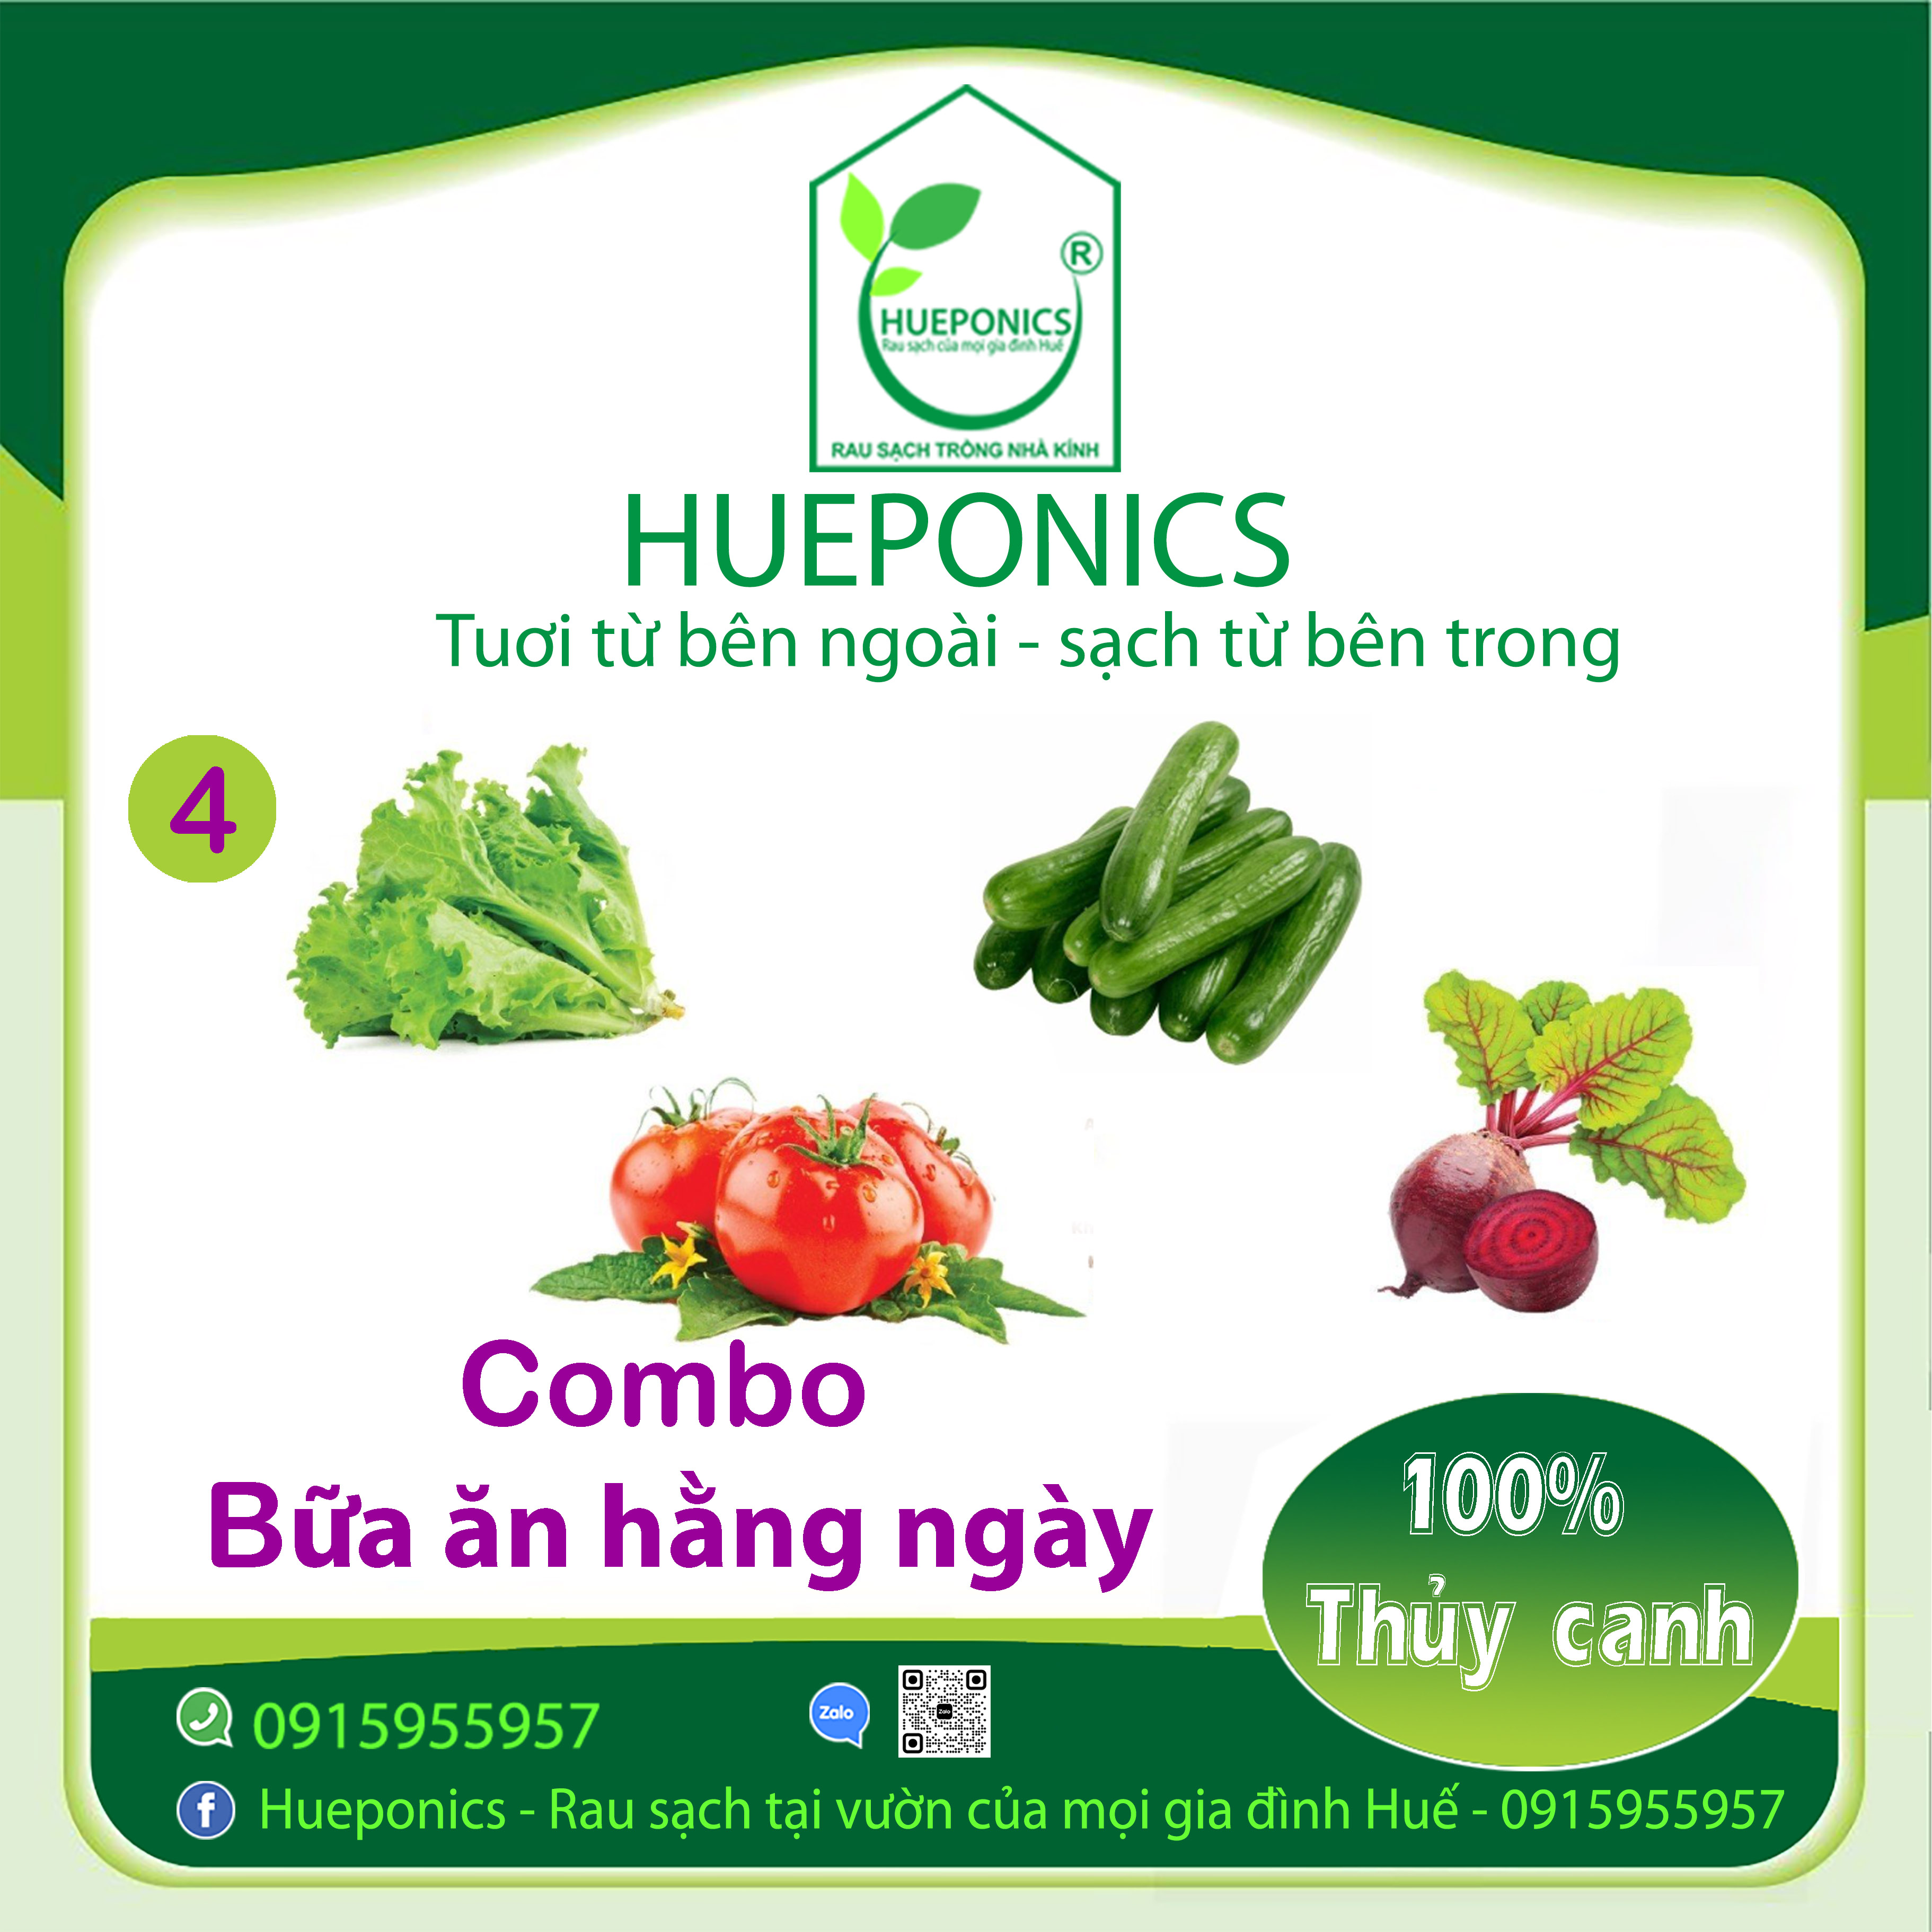 ®
HUEPONICS
Rau sạch của mọi gia đình Huế
RAU SẠCH TRỒNG NHÀ KÍNH
HUEPONICS
Tươi từ bên ngoài - sạch từ bên trong
4
Combo
Bữa ăn hằng ngày
100%
Thủy canh
0915955957
Zalo
Zalo
Hueponics - Rau sạch tại vườn của mọi gia đình Huế - 0915955957